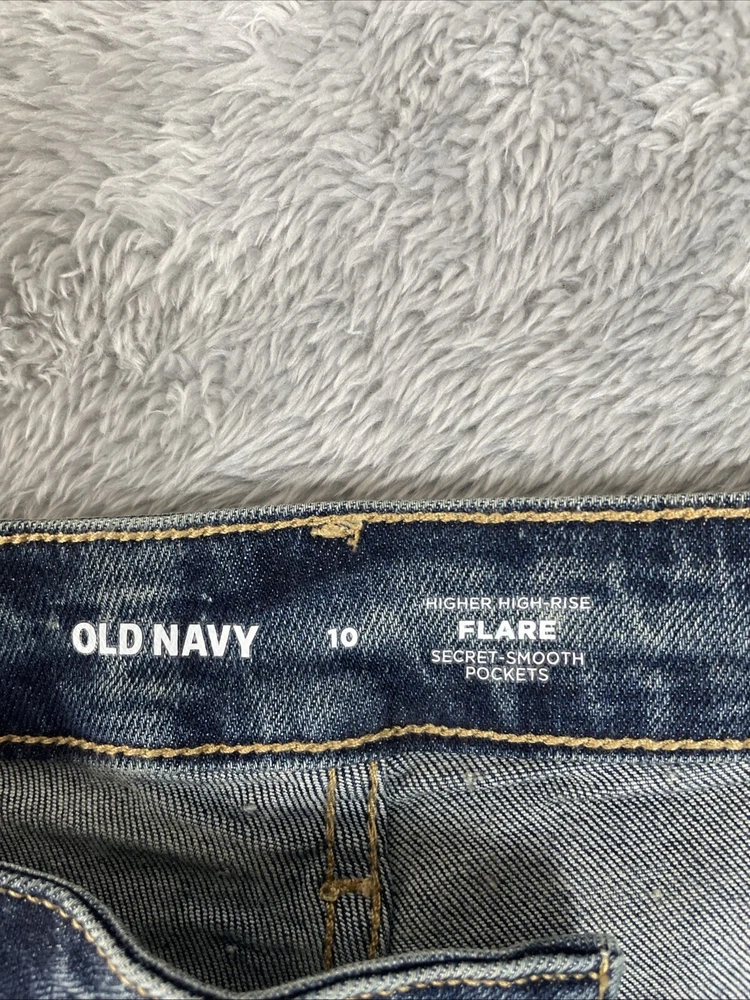 OLD NAVY
10
HIGHER HIGH-RISE
FLARE
SECRET-SMOOTH
POCKETS